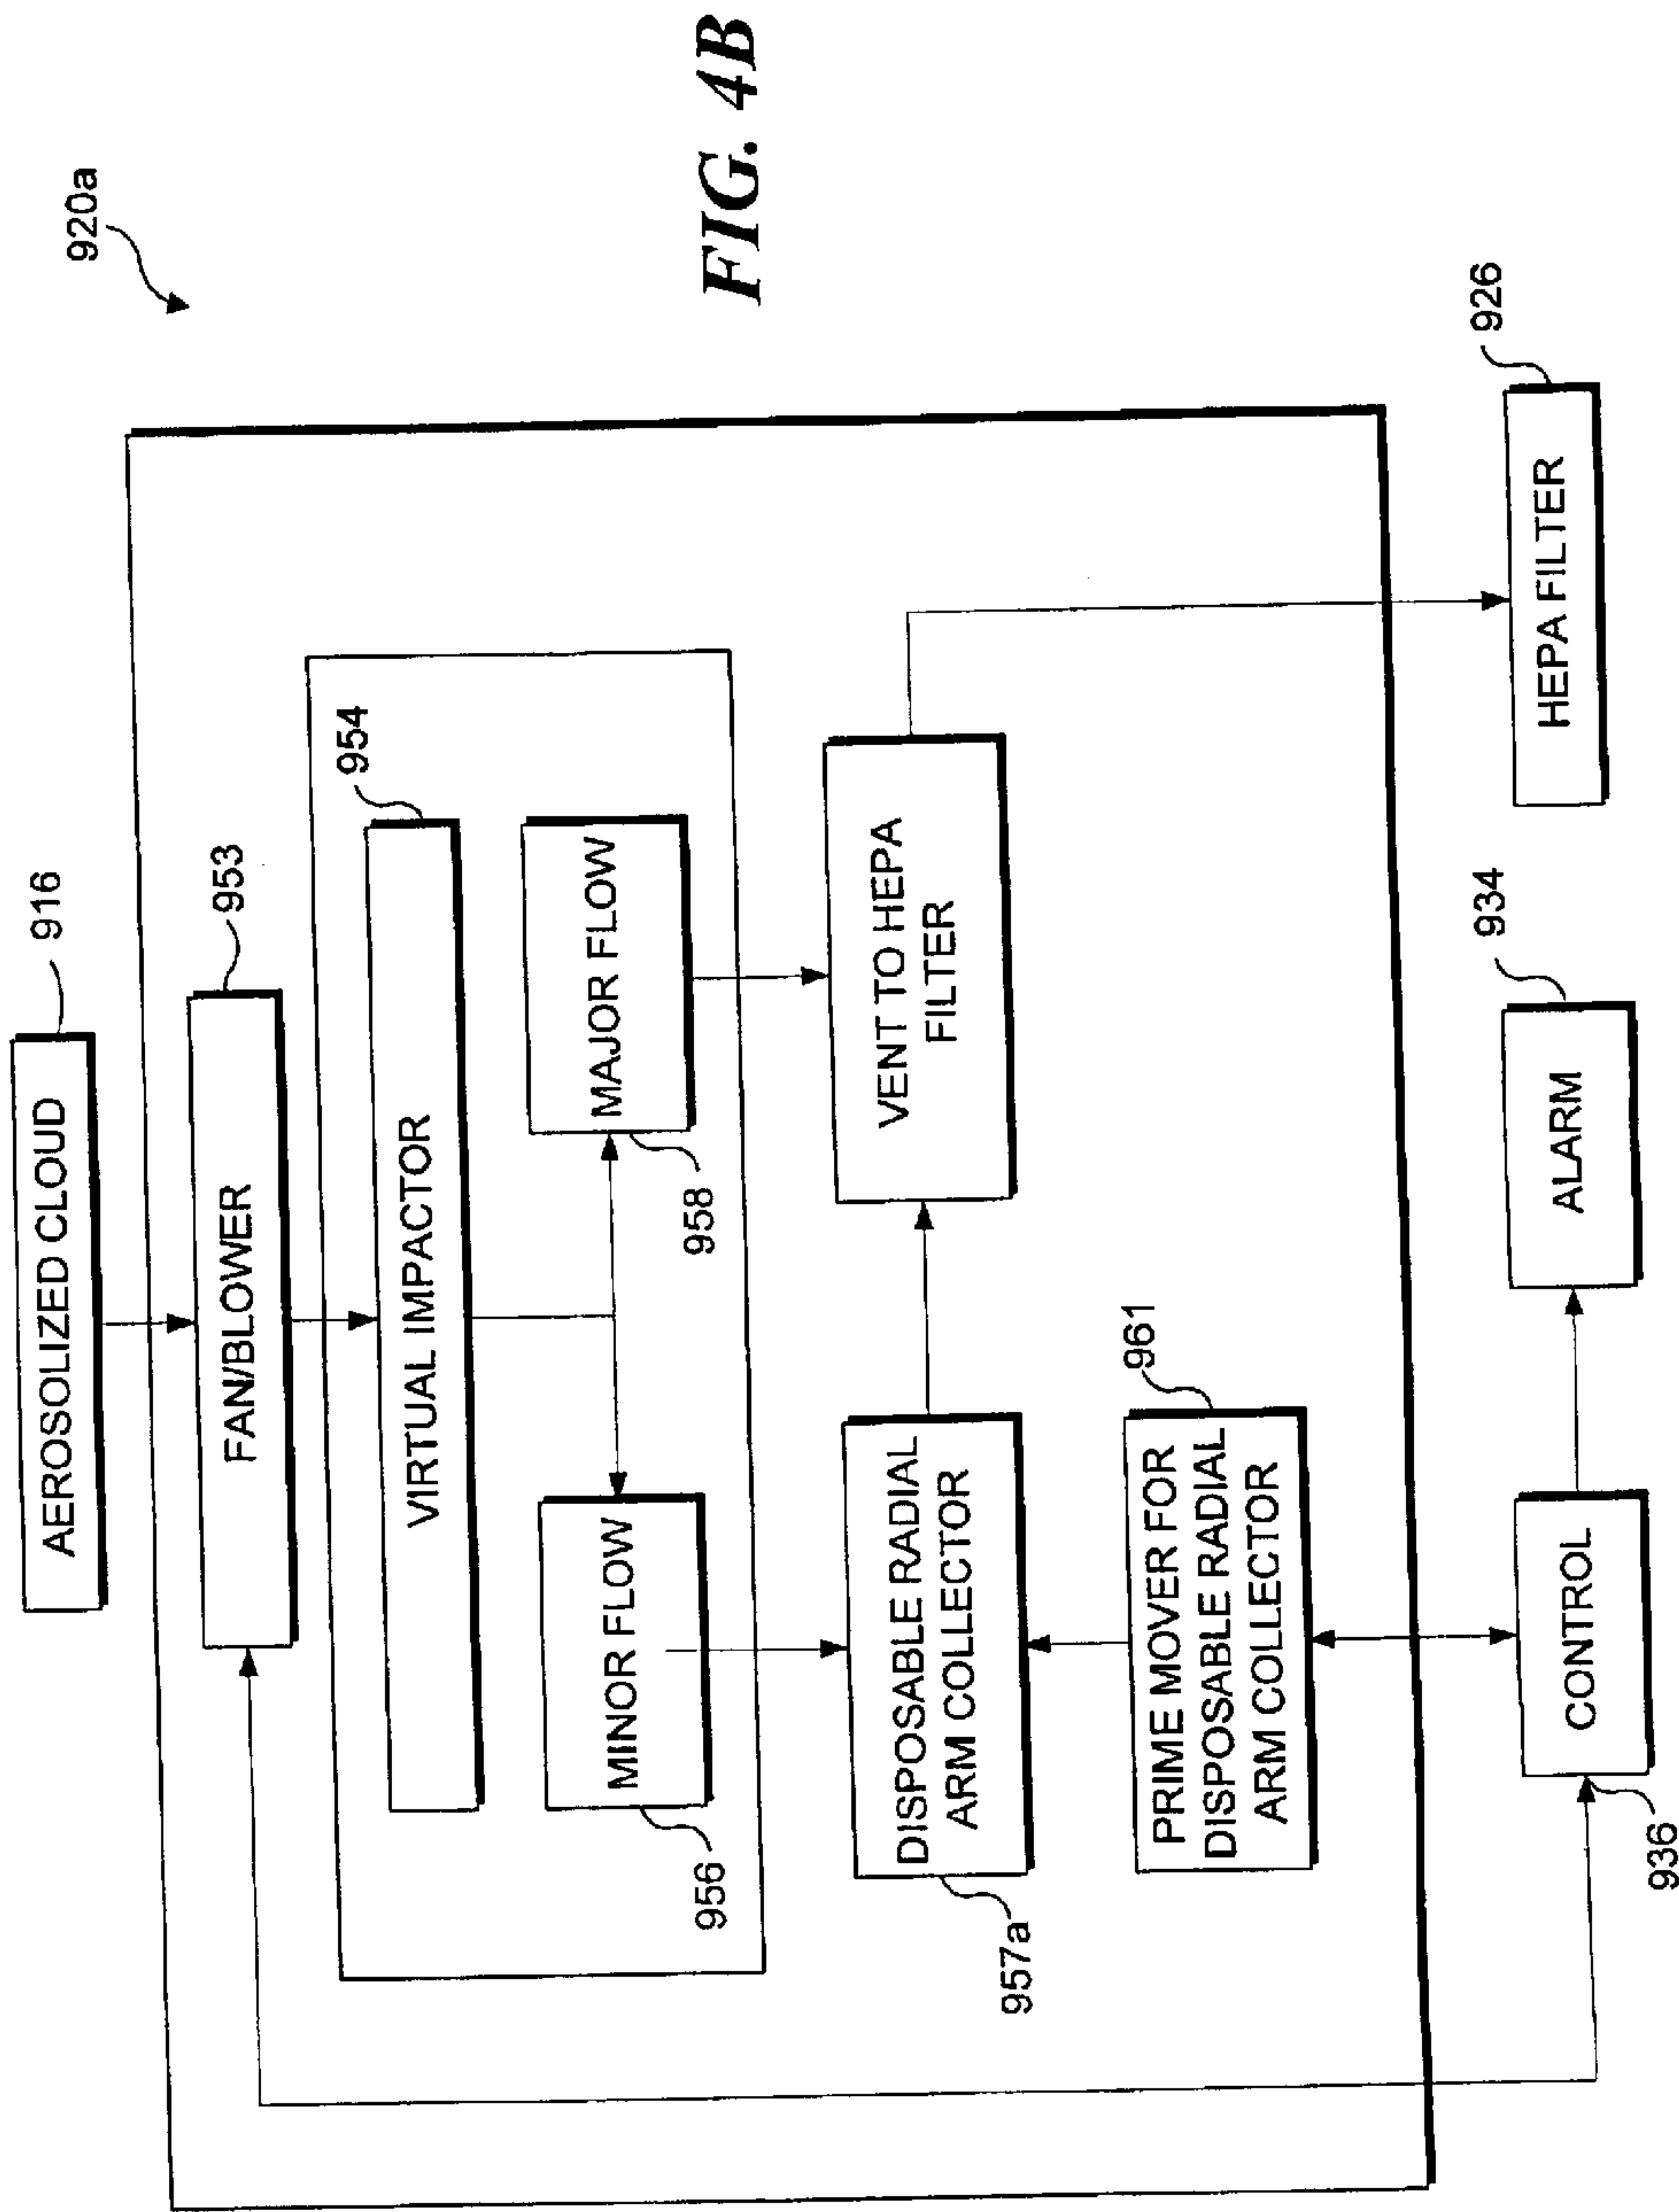 920a
FIG. 4B
AEROSOLIZED CLOUD
916
FAN/BLOWER
953
VIRTUAL IMPACTOR
954
MINOR FLOW
956
MAJOR FLOW
958
DISPOSABLE RADIAL
ARM COLLECTOR
957a
VENT TO HEPA
FILTER
PRIME MOVER FOR
DISPOSABLE RADIAL
ARM COLLECTOR
961
CONTROL
936
ALARM
934
HEPA FILTER
926